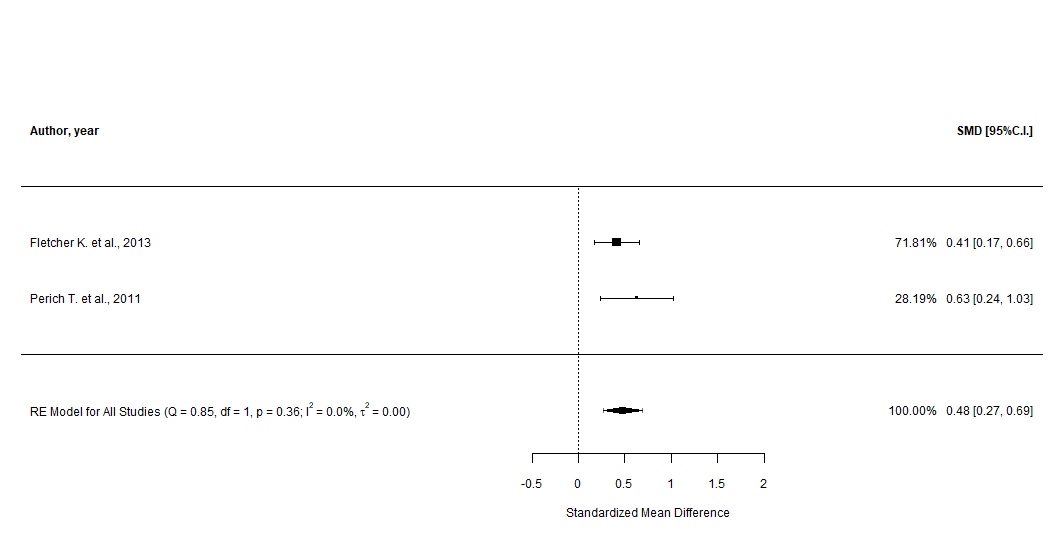 Author, year SMD [95%C.I.]
Fletcher K. et al., 2013 71.81% 0.41 [0.17, 0.66]
Perich T. et al., 2011 28.19% 0.63 [0.24, 1.03]
RE Model for All Studies (Q = 0.85, df = 1, p = 0.36; I² = 0.0%, τ² = 0.00) 100.00% 0.48 [0.27, 0.69]
-0.5 0 0.5 1 1.5 2
Standardized Mean Difference